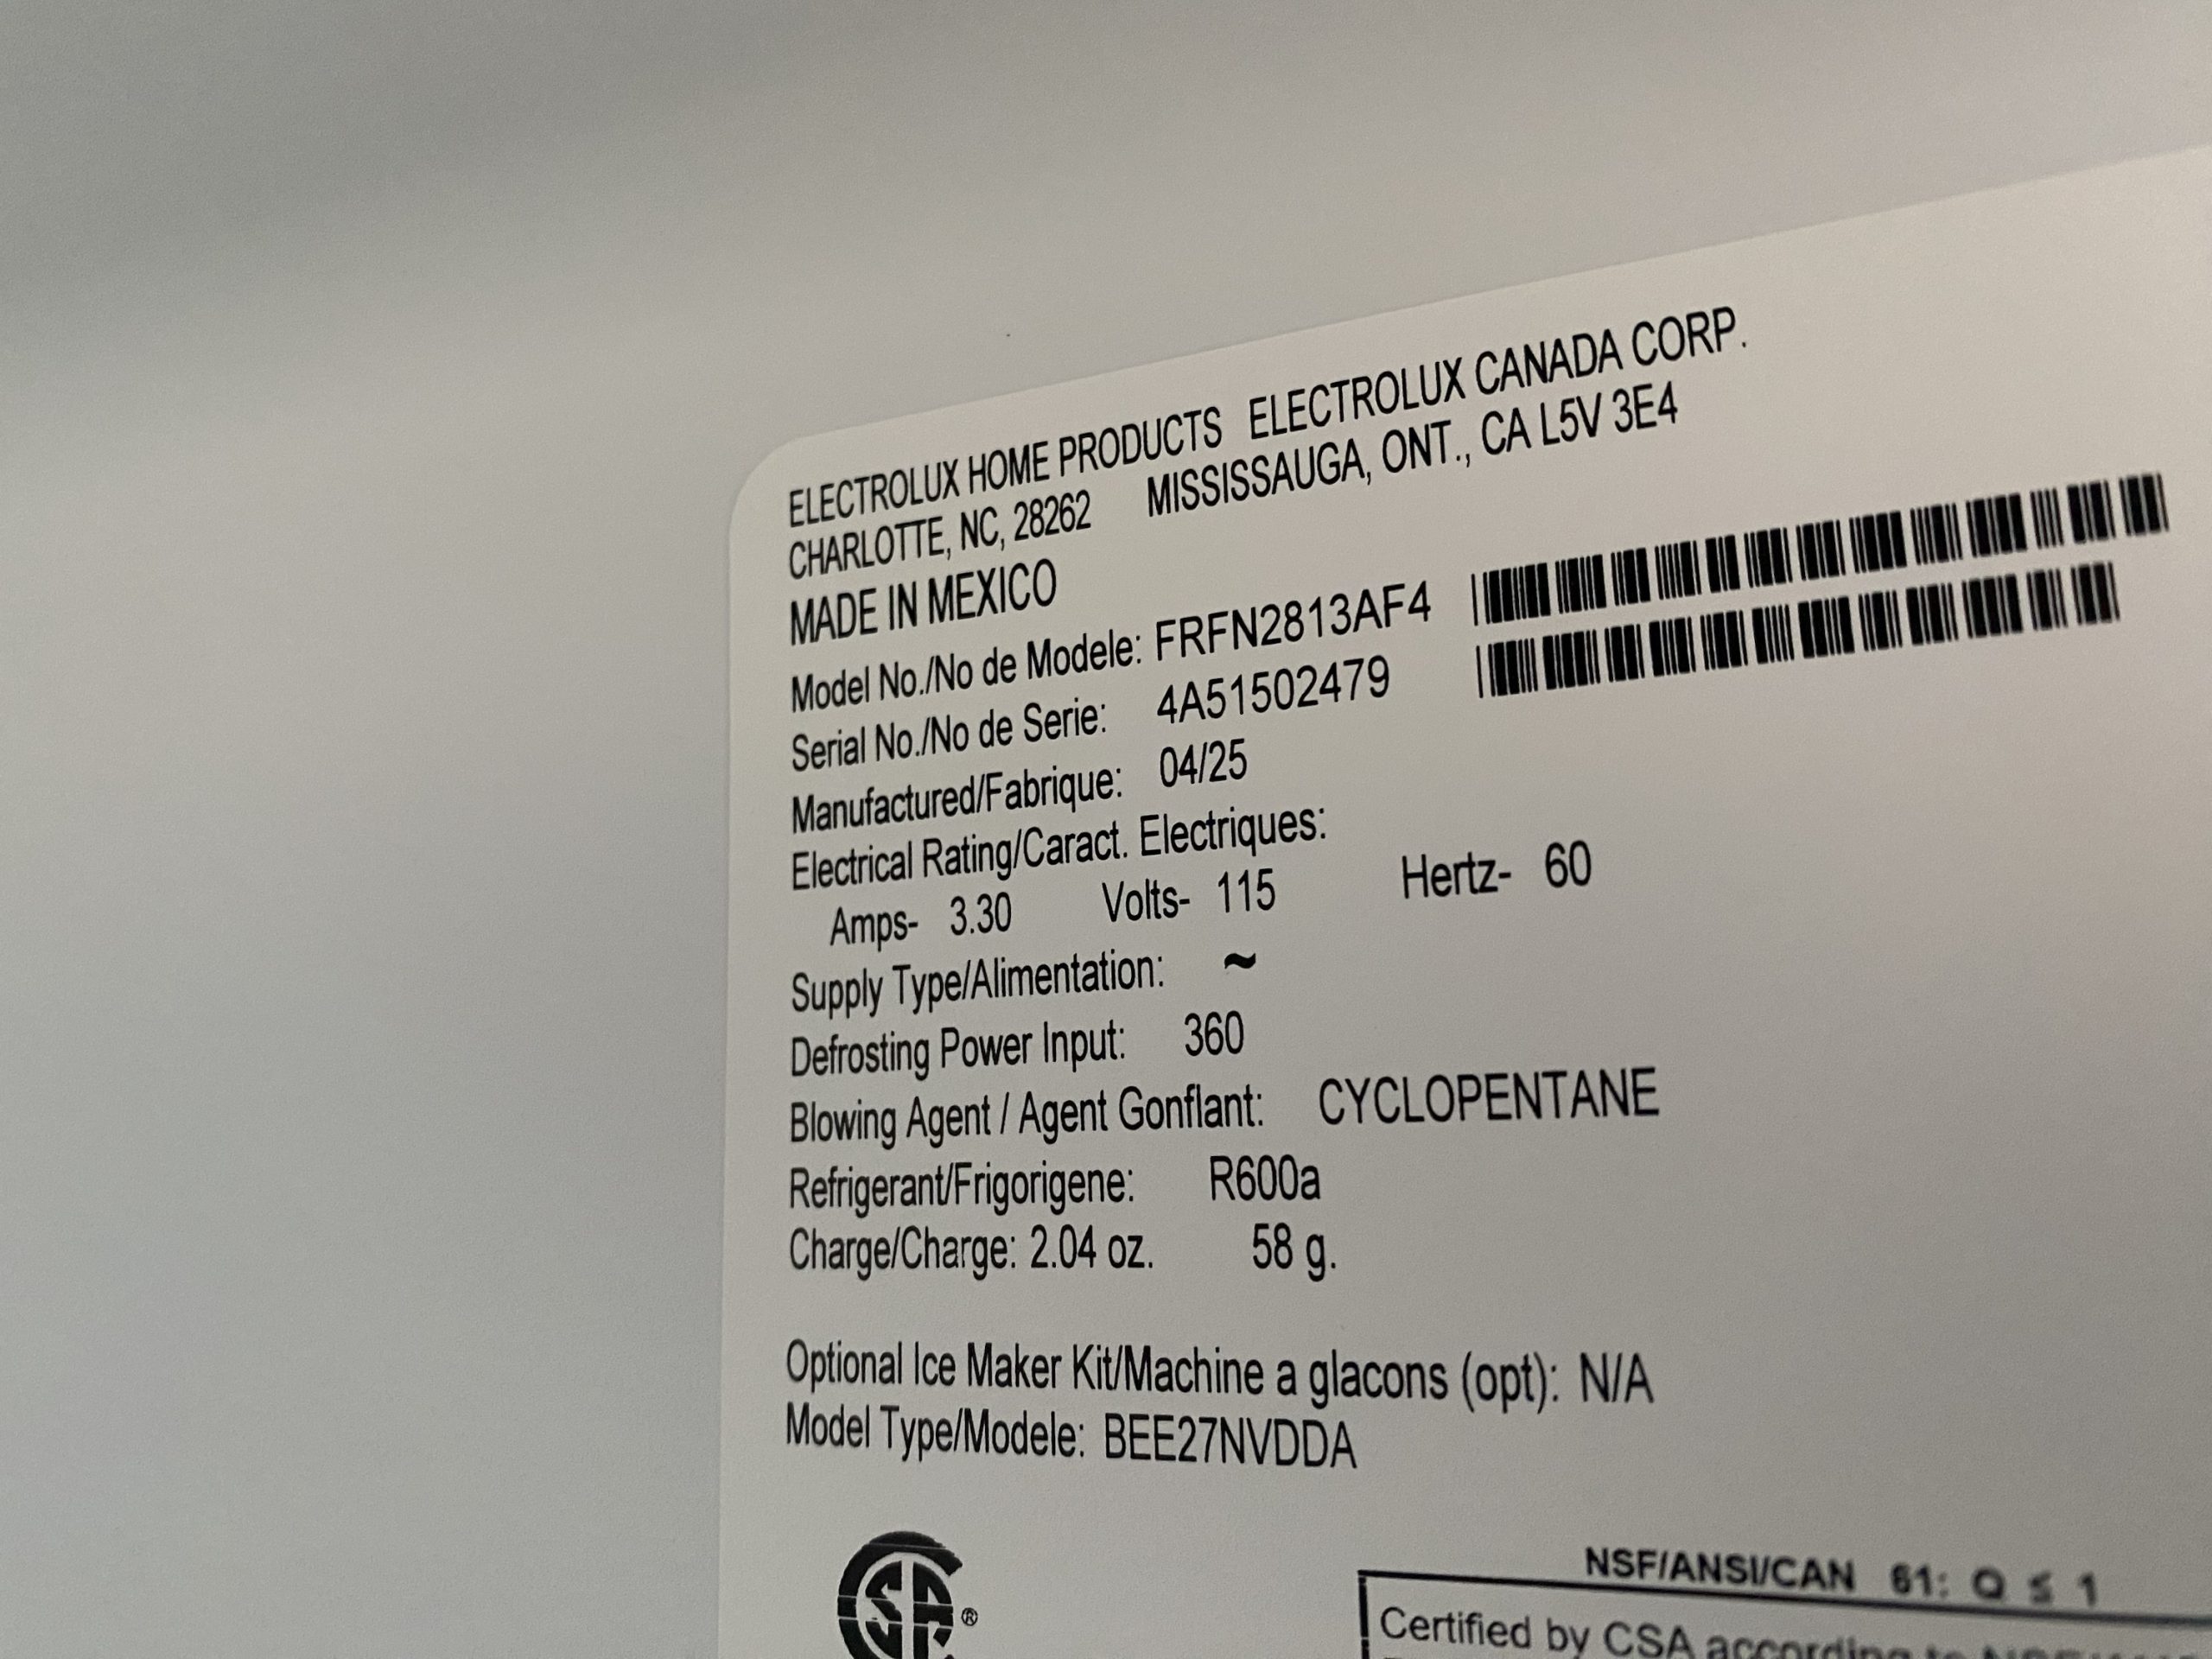 ELECTROLUX HOME PRODUCTS ELECTROLUX CANADA CORP.
CHARLOTTE, NC, 28262 MISSISSAUGA, ONT., CA L5V 3E4
MADE IN MEXICO
Model No./No de Modele: FRFN2813AF4
Serial No./No de Serie: 4A51502479
Manufactured/Fabrique: 04/25
Electrical Rating/Caract. Electriques:
Amps- 3.30 Volts- 115 Hertz- 60
Supply Type/Alimentation: ~
Defrosting Power Input: 360
Blowing Agent / Agent Gonflant: CYCLOPENTANE
Refrigerant/Frigorigene: R600a
Charge/Charge: 2.04 oz. 58 g.
Optional Ice Maker Kit/Machine a glacons (opt): N/A
Model Type/Modele: BEE27NVDDA
SA®
NSF/ANSI/CAN 61: Q ≤ 1
Certified by CSA according to